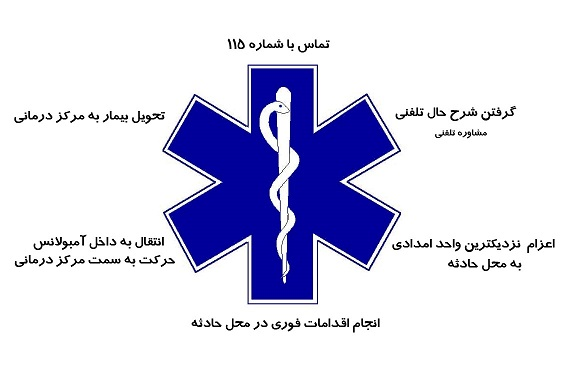 تماس با شماره ۱۱۵
گرفتن شرح حال تلفنی
مشاوره تلفنی
اعزام نزدیکترین واحد امدادی
به محل حادثه
انجام اقدامات فوری در محل حادثه
انتقال به داخل آمبولانس
حرکت به سمت مرکز درمانی
تحویل بیمار به مرکز درمانی